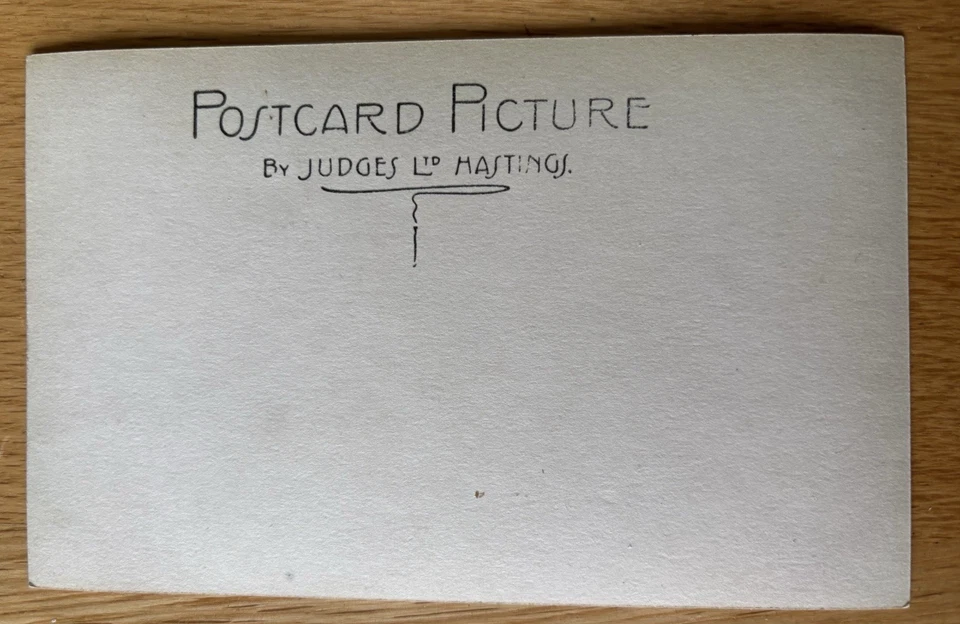 Postcard Picture
By JUDGES LTD HASTINGS.